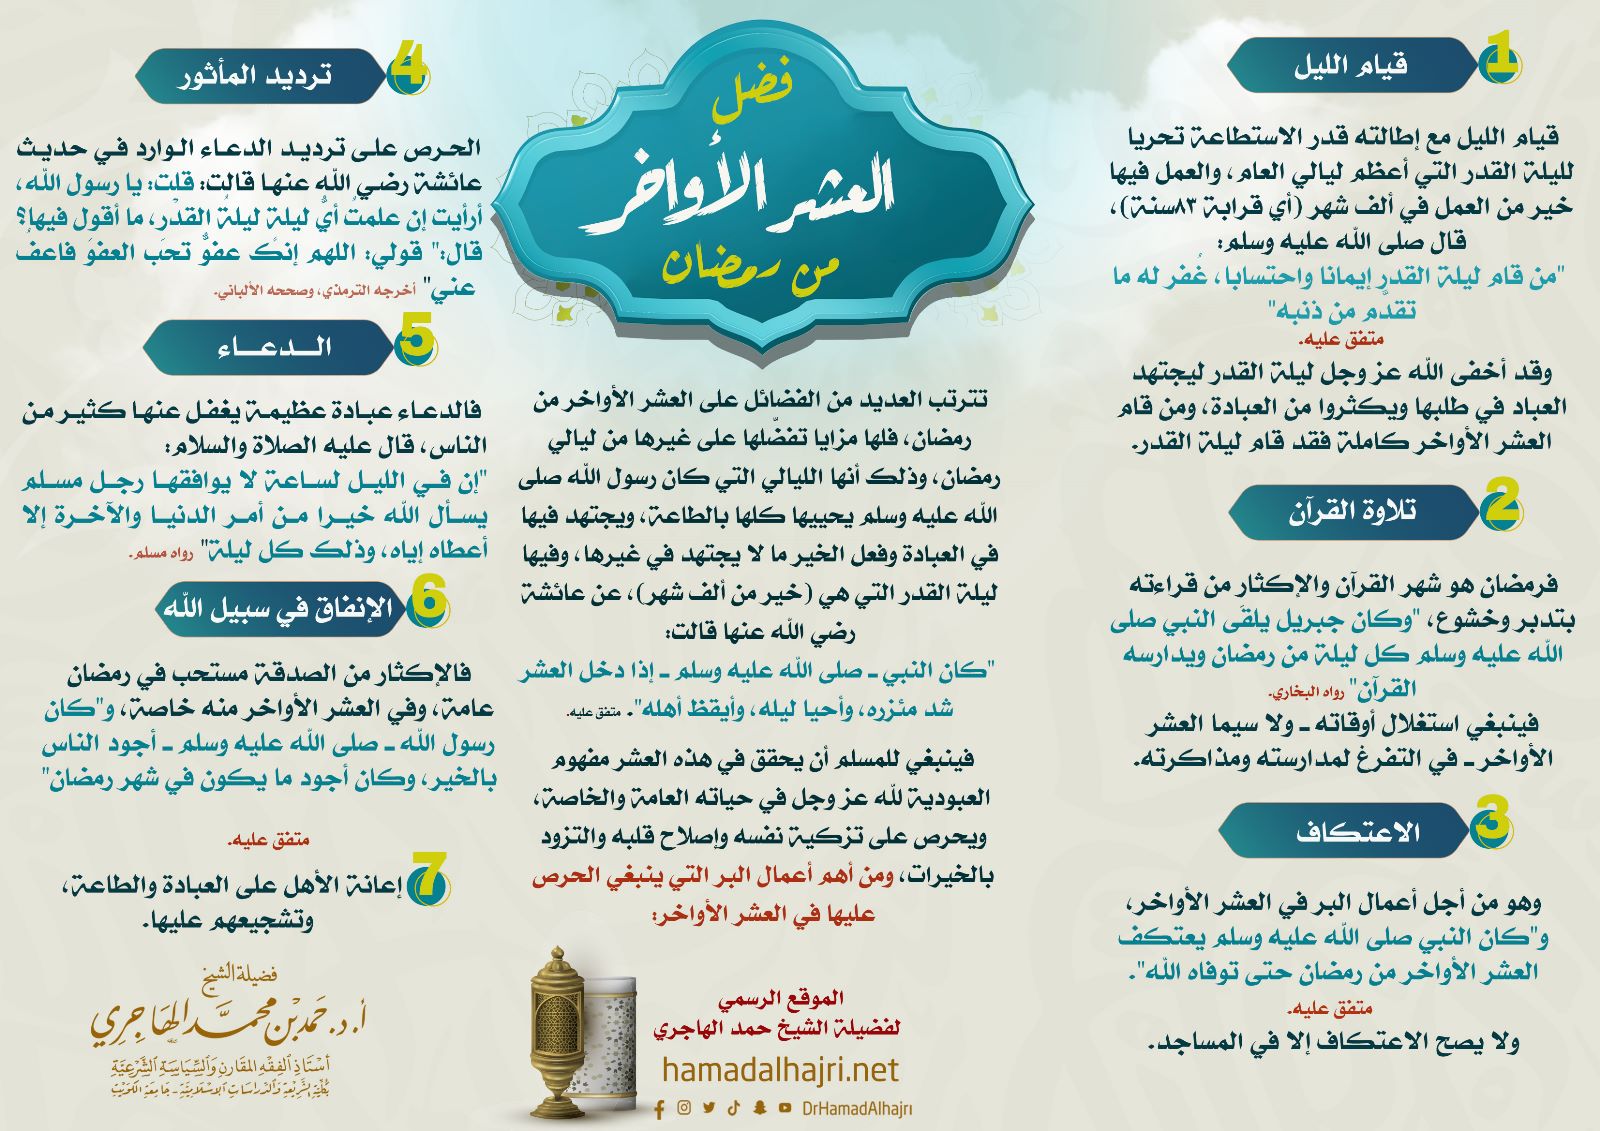 فضل
العشر الأواخر
من رمضان
تترتب العديد من الفضائل على العشر الأواخر من
رمضان، فلها مزايا تفضّلها على غيرها من ليالي
رمضان، وذلك أنها الليالي التي كان رسول الله صلى
الله عليه وسلم يحييها كلها بالطاعة، ويجتهد فيها
في العبادة وفعل الخير ما لا يجتهد في غيرها، وفيها
ليلة القدر التي هي (خير من ألف شهر)، عن عائشة
رضي الله عنها قالت:
"كان النبي ـ صلى الله عليه وسلم ـ إذا دخل العشر
شد مئزره، وأحيا ليله، وأيقظ أهله". متفق عليه.
فينبغي للمسلم أن يحقق في هذه العشر مفهوم
العبودية لله عز وجل في حياته العامة والخاصة،
ويحرص على تزكية نفسه وإصلاح قلبه والتزود
بالخيرات، ومن أهم أعمال البر التي ينبغي الحرص
عليها في العشر الأواخر:
1 قيام الليل
قيام الليل مع إطالته قدر الاستطاعة تحريا
لليلة القدر التي أعظم ليالي العام، والعمل فيها
خير من العمل في ألف شهر (أي قرابة ٨٣سنة)،
قال صلى الله عليه وسلم:
"من قام ليلة القدرِ إيمانا واحتسابا، غُفر له ما
تقدَّم من ذنبه"
متفق عليه.
وقد أخفى الله عز وجل ليلة القدر ليجتهد
العباد في طلبها ويكثروا من العبادة، ومن قام
العشر الأواخر كاملة فقد قام ليلة القدر.
2 تلاوة القرآن
فرمضان هو شهر القرآن والإكثار من قراءته
بتدبر وخشوع، "وكان جبريل يلقَى النبي صلى
الله عليه وسلم كل ليلة من رمضان ويدارسه
القرآن" رواه البخاري.
فينبغي استغلال أوقاته ـ ولا سيما العشر
الأواخر ـ في التفرغ لمدارسته ومذاكرته.
3 الاعتكاف
وهو من أجل أعمال البر في العشر الأواخر،
و"كان النبي صلى الله عليه وسلم يعتكف
العشر الأواخر من رمضان حتى توفاه الله".
متفق عليه.
ولا يصح الاعتكاف إلا في المساجد.
4 ترديد المأثور
الحرص على ترديد الدعاء الوارد في حديث
عائشة رضي الله عنها قالت: قلت: يا رسول الله،
أرأيت إن علمتُ أيُّ ليلة ليلةُ القدْر، ما أقول فيها؟
قال:" قولي: اللهم إنكَ عفوٌّ تحَب العفوَ فاعفُ
عني" أخرجه الترمذي، وصححه الألباني.
5 الـدعـاء
فالدعاء عبادة عظيمة يغفل عنها كثير من
الناس، قال عليه الصلاة والسلام:
"إن في الليل لساعة لا يوافقها رجل مسلم
يسأل الله خيرا من أمر الدنيا والآخرة إلا
أعطاه إياه، وذلك كل ليلة" رواه مسلم.
6 الإنفاق في سبيل الله
فالإكثار من الصدقة مستحب في رمضان
عامة، وفي العشر الأواخر منه خاصة، و"كان
رسول الله ـ صلى الله عليه وسلم ـ أجود الناس
بالخير، وكان أجود ما يكون في شهر رمضان"
متفق عليه.
7 إعانة الأهل على العبادة والطاعة،
وتشجيعهم عليها.
فضيلة الشيخ
أ. د. حَمَد بْن محمَّد الهَاجِرِي
أستاذ الفقه المقارن والسياسة الشرعية
بكلية الشريعة والدراسات الإسلامية - جامعة الكويت
الموقع الرسمي
لفضيلة الشيخ حمد الهاجري
hamadalhajri.net
DrHamadAlhajri